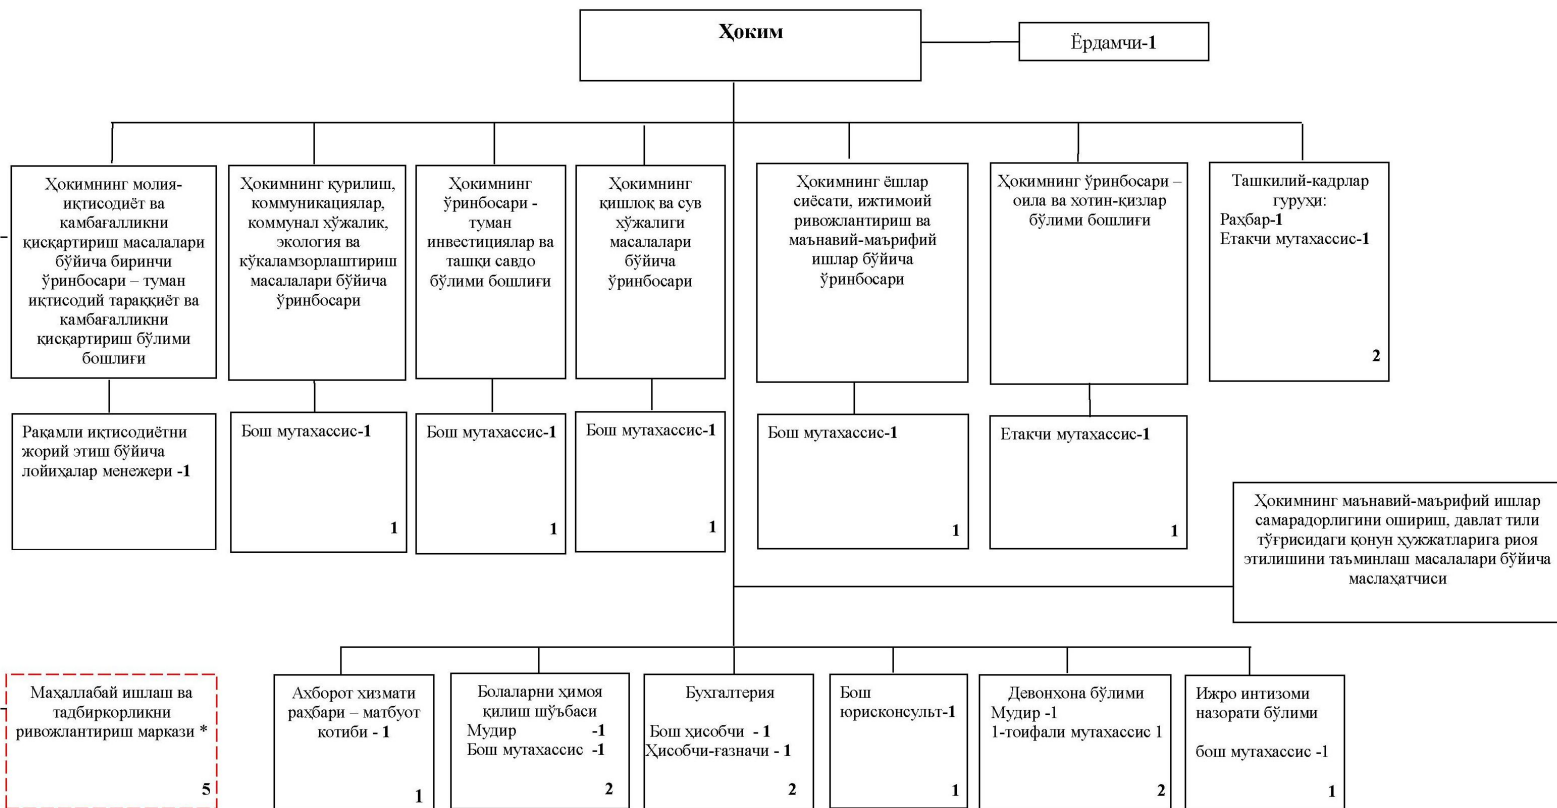 Ҳоким
Ёрдамчи-1
Ҳокимнинг молия-
иқтисодиёт ва
камбағалликни
қисқартириш масалалари
бўйича биринчи
ўринбосари – туман
иқтисодий тараққиёт ва
камбағалликни
қисқартириш бўлими
бошлиғи
Ҳокимнинг қурилиш,
коммуникациялар,
коммунал хўжалик,
экология ва
кўкаламзорлаштириш
масалалари бўйича
ўринбосари
Ҳокимнинг
ўринбосари -
туман
инвестициялар ва
ташқи савдо
бўлими бошлиғи
Ҳокимнинг
қишлоқ ва сув
хўжалиги
масалалари
бўйича
ўринбосари
Ҳокимнинг ёшлар
сиёсати, ижтимоий
ривожлантириш ва
маънавий-маърифий
ишлар бўйича
ўринбосари
Ҳокимнинг ўринбосари –
оила ва хотин-қизлар
бўлими бошлиғи
Ташкилий-кадрлар
гуруҳи:
Раҳбар-1
Етакчи мутахассис-1
2
Рақамли иқтисодиётни
жорий этиш бўйича
лойиҳалар менежери -1
Бош мутахассис-1
1
Бош мутахассис-1
1
Бош мутахассис-1
1
Бош мутахассис-1
1
Етакчи мутахассис-1
1
Ҳокимнинг маънавий-маърифий ишлар
самарадорлигини ошириш, давлат тили
тўғрисидаги қонун ҳужжатларига риоя
этилишини таъминлаш масалалари бўйича
маслаҳатчиси
Маҳаллабай ишлаш ва
тадбиркорликни
ривожлантириш маркази *
5
Ахборот хизмати
раҳбари – матбуот
котиби - 1
1
Болаларни ҳимоя
қилиш шўъбаси
Мудир -1
Бош мутахассис -1
2
Бухгалтерия
Бош ҳисобчи - 1
Ҳисобчи-ғазначи - 1
2
Бош
юрисконсульт-1
1
Девонхона бўлими
Мудир -1
1-тоифали мутахассис 1
2
Ижро интизоми
назорати бўлими
бош мутахассис -1
1